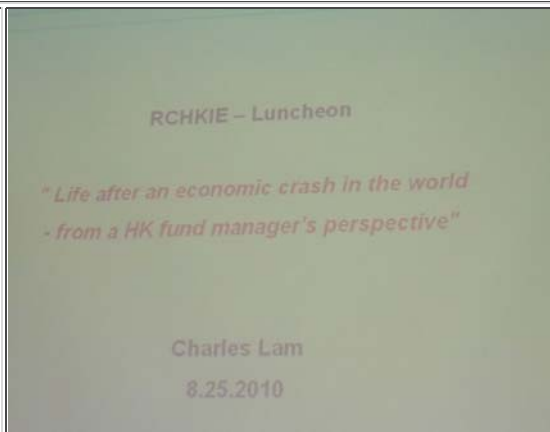 RCHKIE – Luncheon
" Life after an economic crash in the world
- from a HK fund manager's perspective"
Charles Lam
8.25.2010